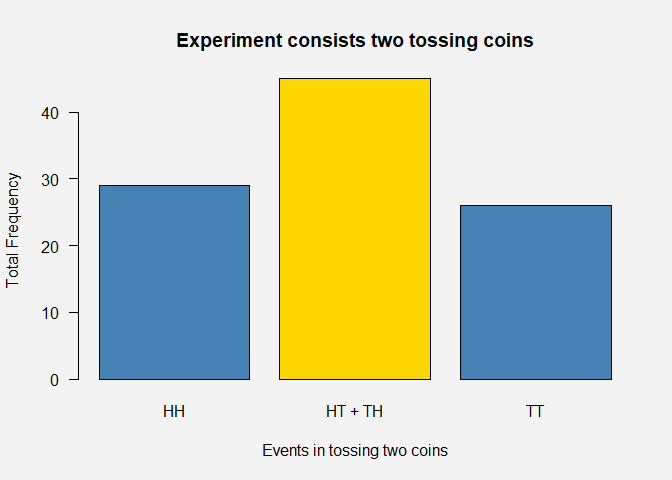 Experiment consists two tossing coins
Total Frequency
40
30
20
10
0
HH
HT + TH
TT
Events in tossing two coins